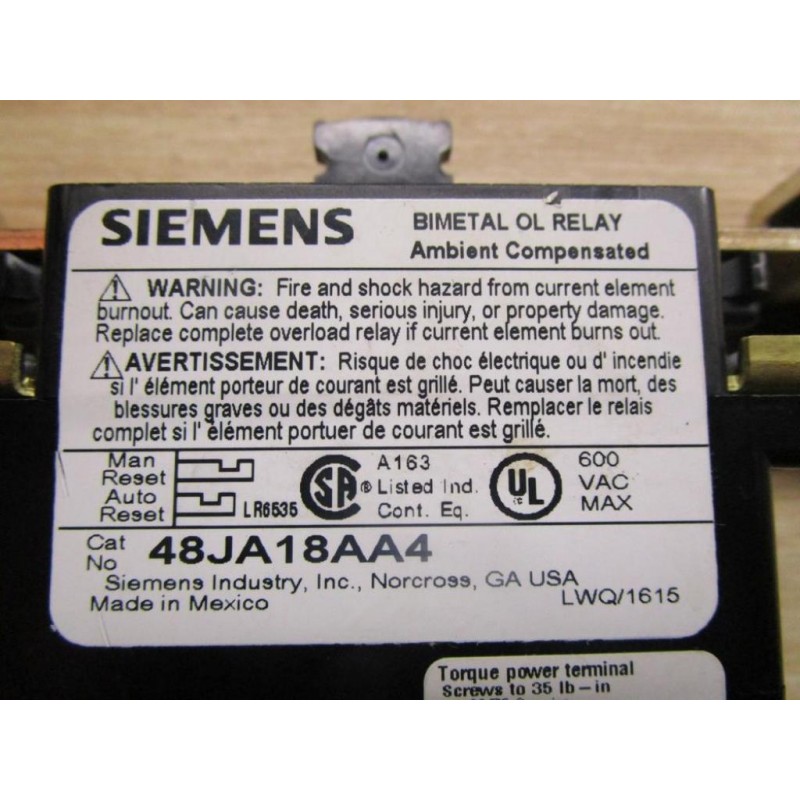 SIEMENS BIMETAL OL RELAY
Ambient Compensated
WARNING: Fire and shock hazard from current element
burnout. Can cause death, serious injury, or property damage.
Replace complete overload relay if current element burns out.
AVERTISSEMENT: Risque de choc électrique ou d' incendie
si l' élément porteur de courant est grillé. Peut causer la mort, des
blessures graves ou des dégâts matériels. Remplacer le relais
complet si l' élément portuer de courant est grillé.
Man
Reset
Auto
Reset
LR6535
SA ®
A163
Listed Ind.
Cont. Eq.
UL
600
VAC
MAX
Cat
No 48JA18AA4
Siemens Industry, Inc., Norcross, GA USA
Made in Mexico LWQ/1615
Torque power terminal
Screws to 35 lb-in